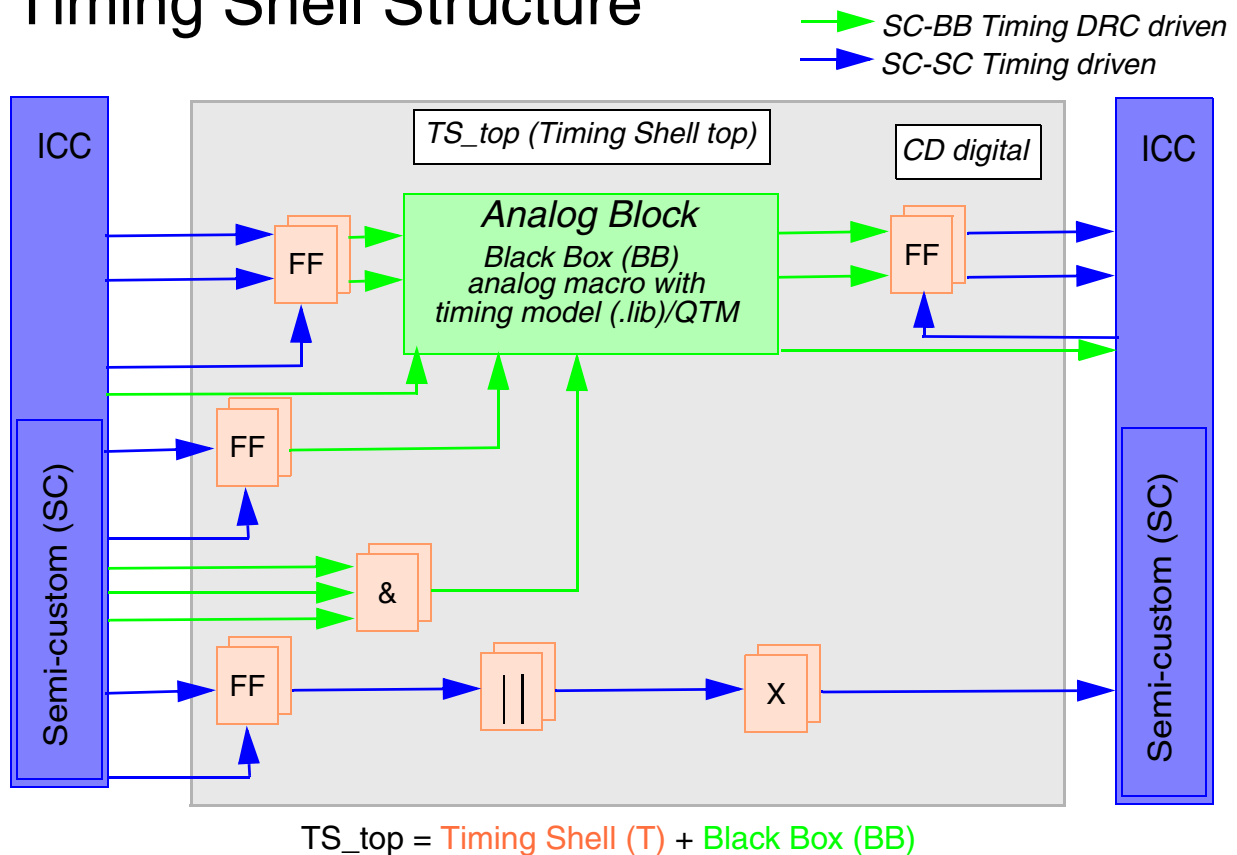 Timing Shell Structure
SC-BB Timing DRC driven
SC-SC Timing driven
ICC
TS_top (Timing Shell top)
CD digital
ICC
Analog Block
Black Box (BB)
analog macro with
timing model (.lib)/QTM
FF
FF
FF
Semi-custom (SC)
Semi-custom (SC)
&
FF
||
X
TS_top = Timing Shell (T) + Black Box (BB)